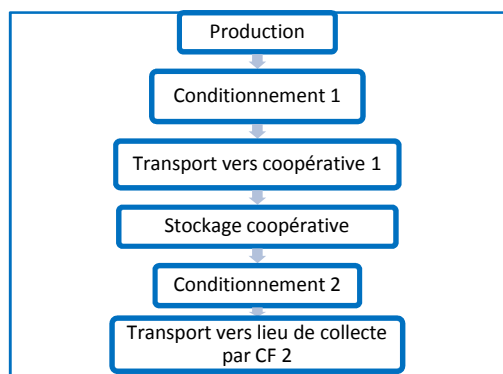 Production
Conditionnement 1
Transport vers coopérative 1
Stockage coopérative
Conditionnement 2
Transport vers lieu de collecte
par CF 2